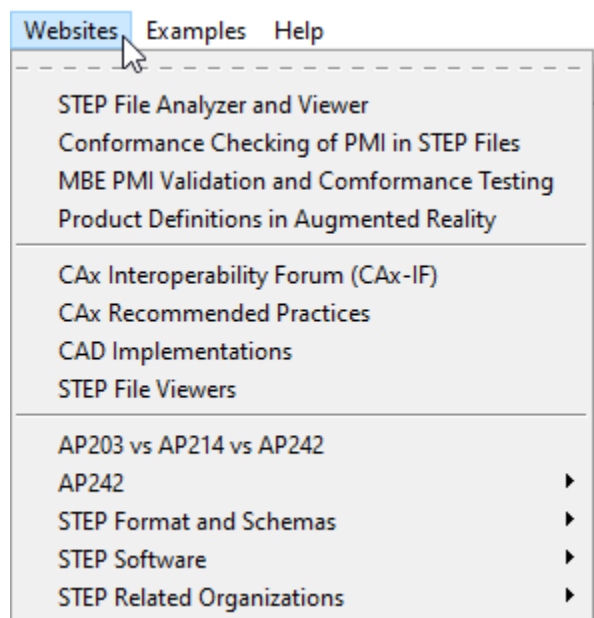 Websites Examples Help
STEP File Analyzer and Viewer
Conformance Checking of PMI in STEP Files
MBE PMI Validation and Comformance Testing
Product Definitions in Augmented Reality
CAx Interoperability Forum (CAx-IF)
CAx Recommended Practices
CAD Implementations
STEP File Viewers
AP203 vs AP214 vs AP242
AP242
STEP Format and Schemas
STEP Software
STEP Related Organizations